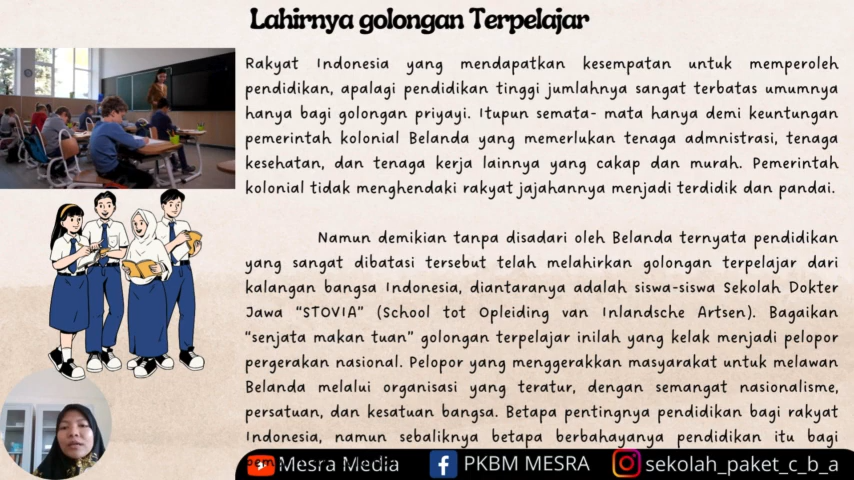 Lahirnya golongan Terpelajar
Rakyat Indonesia yang mendapatkan kesempatan untuk memperoleh
pendidikan, apalagi pendidikan tinggi jumlahnya sangat terbatas umumnya
hanya bagi golongan priyayi. Itupun semata- mata hanya demi keuntungan
pemerintah kolonial Belanda yang memerlukan tenaga admnistrasi, tenaga
kesehatan, dan tenaga kerja lainnya yang cakap dan murah. Pemerintah
kolonial tidak menghendaki rakyat jajahannya menjadi terdidik dan pandai.
Namun demikian tanpa disadari oleh Belanda ternyata pendidikan
yang sangat dibatasi tersebut telah melahirkan golongan terpelajar dari
kalangan bangsa Indonesia, diantaranya adalah siswa-siswa Sekolah Dokter
Jawa "STOVIA" (School tot Opleiding van Inlandsche Artsen). Bagaikan
"senjata makan tuan" golongan terpelajar inilah yang kelak menjadi pelopor
pergerakan nasional. Pelopor yang menggerakkan masyarakat untuk melawan
Belanda melalui organisasi yang teratur, dengan semangat nasionalisme,
persatuan, dan kesatuan bangsa. Betapa pentingnya pendidikan bagi rakyat
Indonesia, namun sebaliknya betapa berbahayanya pendidikan itu bagi
Mesra Media PKBM MESRA sekolah_paket_c_b_a